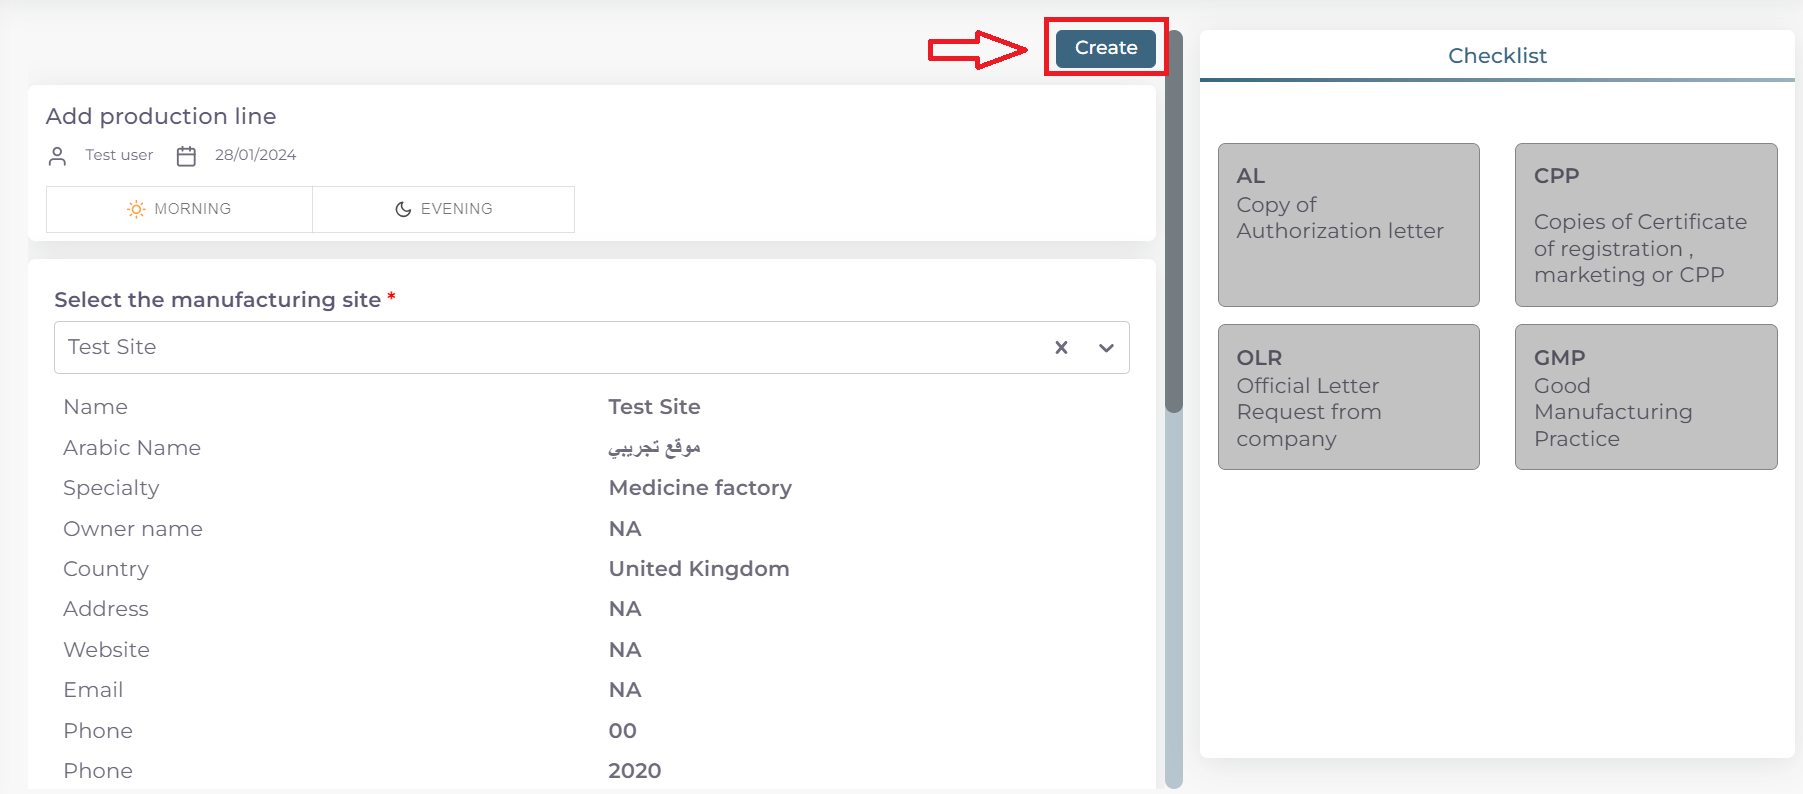 Create
Add production line
Test user 28/01/2024
MORNING EVENING
Select the manufacturing site *
Test Site
Name Test Site
Arabic Name موقع تجريبي
Specialty Medicine factory
Owner name NA
Country United Kingdom
Address NA
Website NA
Email NA
Phone 00
Phone 2020
Checklist
AL
Copy of
Authorization letter
CPP
Copies of Certificate
of registration ,
marketing or CPP
OLR
Official Letter
Request from
company
GMP
Good
Manufacturing
Practice